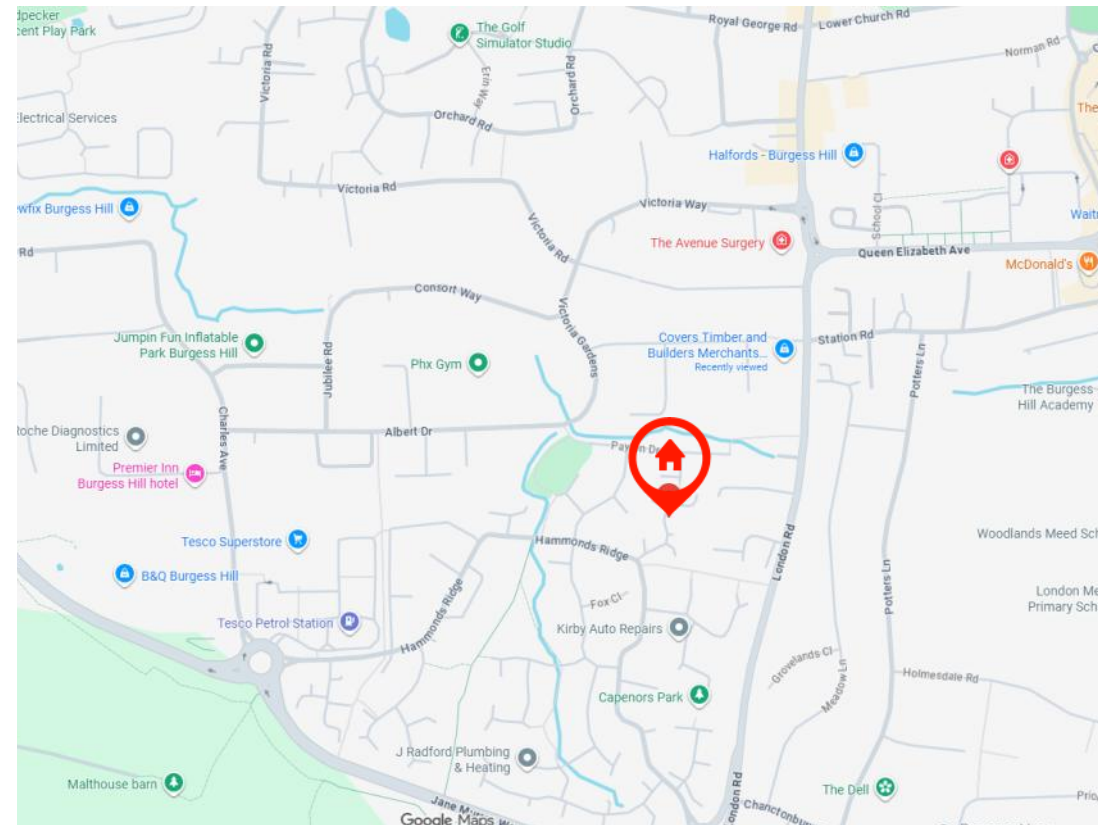 dpecker
cent Play Park
The Golf
Simulator Studio
Royal George Rd
Lower Church Rd
Norman Rd
Victoria Rd
Erin Way
Orchard Rd
Orchard Rd
The
Electrical Services
Halfords - Burgess Hill
Victoria Rd
Victoria Way
School Cl
wfix Burgess Hill
Wait
Rd
Victoria Rd
The Avenue Surgery
Queen Elizabeth Ave
McDonald's
Consort Way
Victoria Gardens
Jumpin Fun Inflatable
Park Burgess Hill
Jubilee Rd
Phx Gym
Covers Timber and
Builders Merchants...
Recently viewed
Station Rd
Potters Ln
The Burgess
Hill Academy
Charles Ave
Roche Diagnostics
Limited
Albert Dr
Premier Inn
Burgess Hill hotel
Tesco Superstore
Hammonds Ridge
London Rd
Woodlands Meed Sch
B&Q Burgess Hill
Potters Ln
London Me
Primary Sch
Fox Cl
Tesco Petrol Station
Hammonds Ridge
Kirby Auto Repairs
Grovelands Cl
Meadow Ln
Holmesdale Rd
Capenors Park
J Radford Plumbing
& Heating
Malthouse barn
The Dell
London Rd
Google Maps